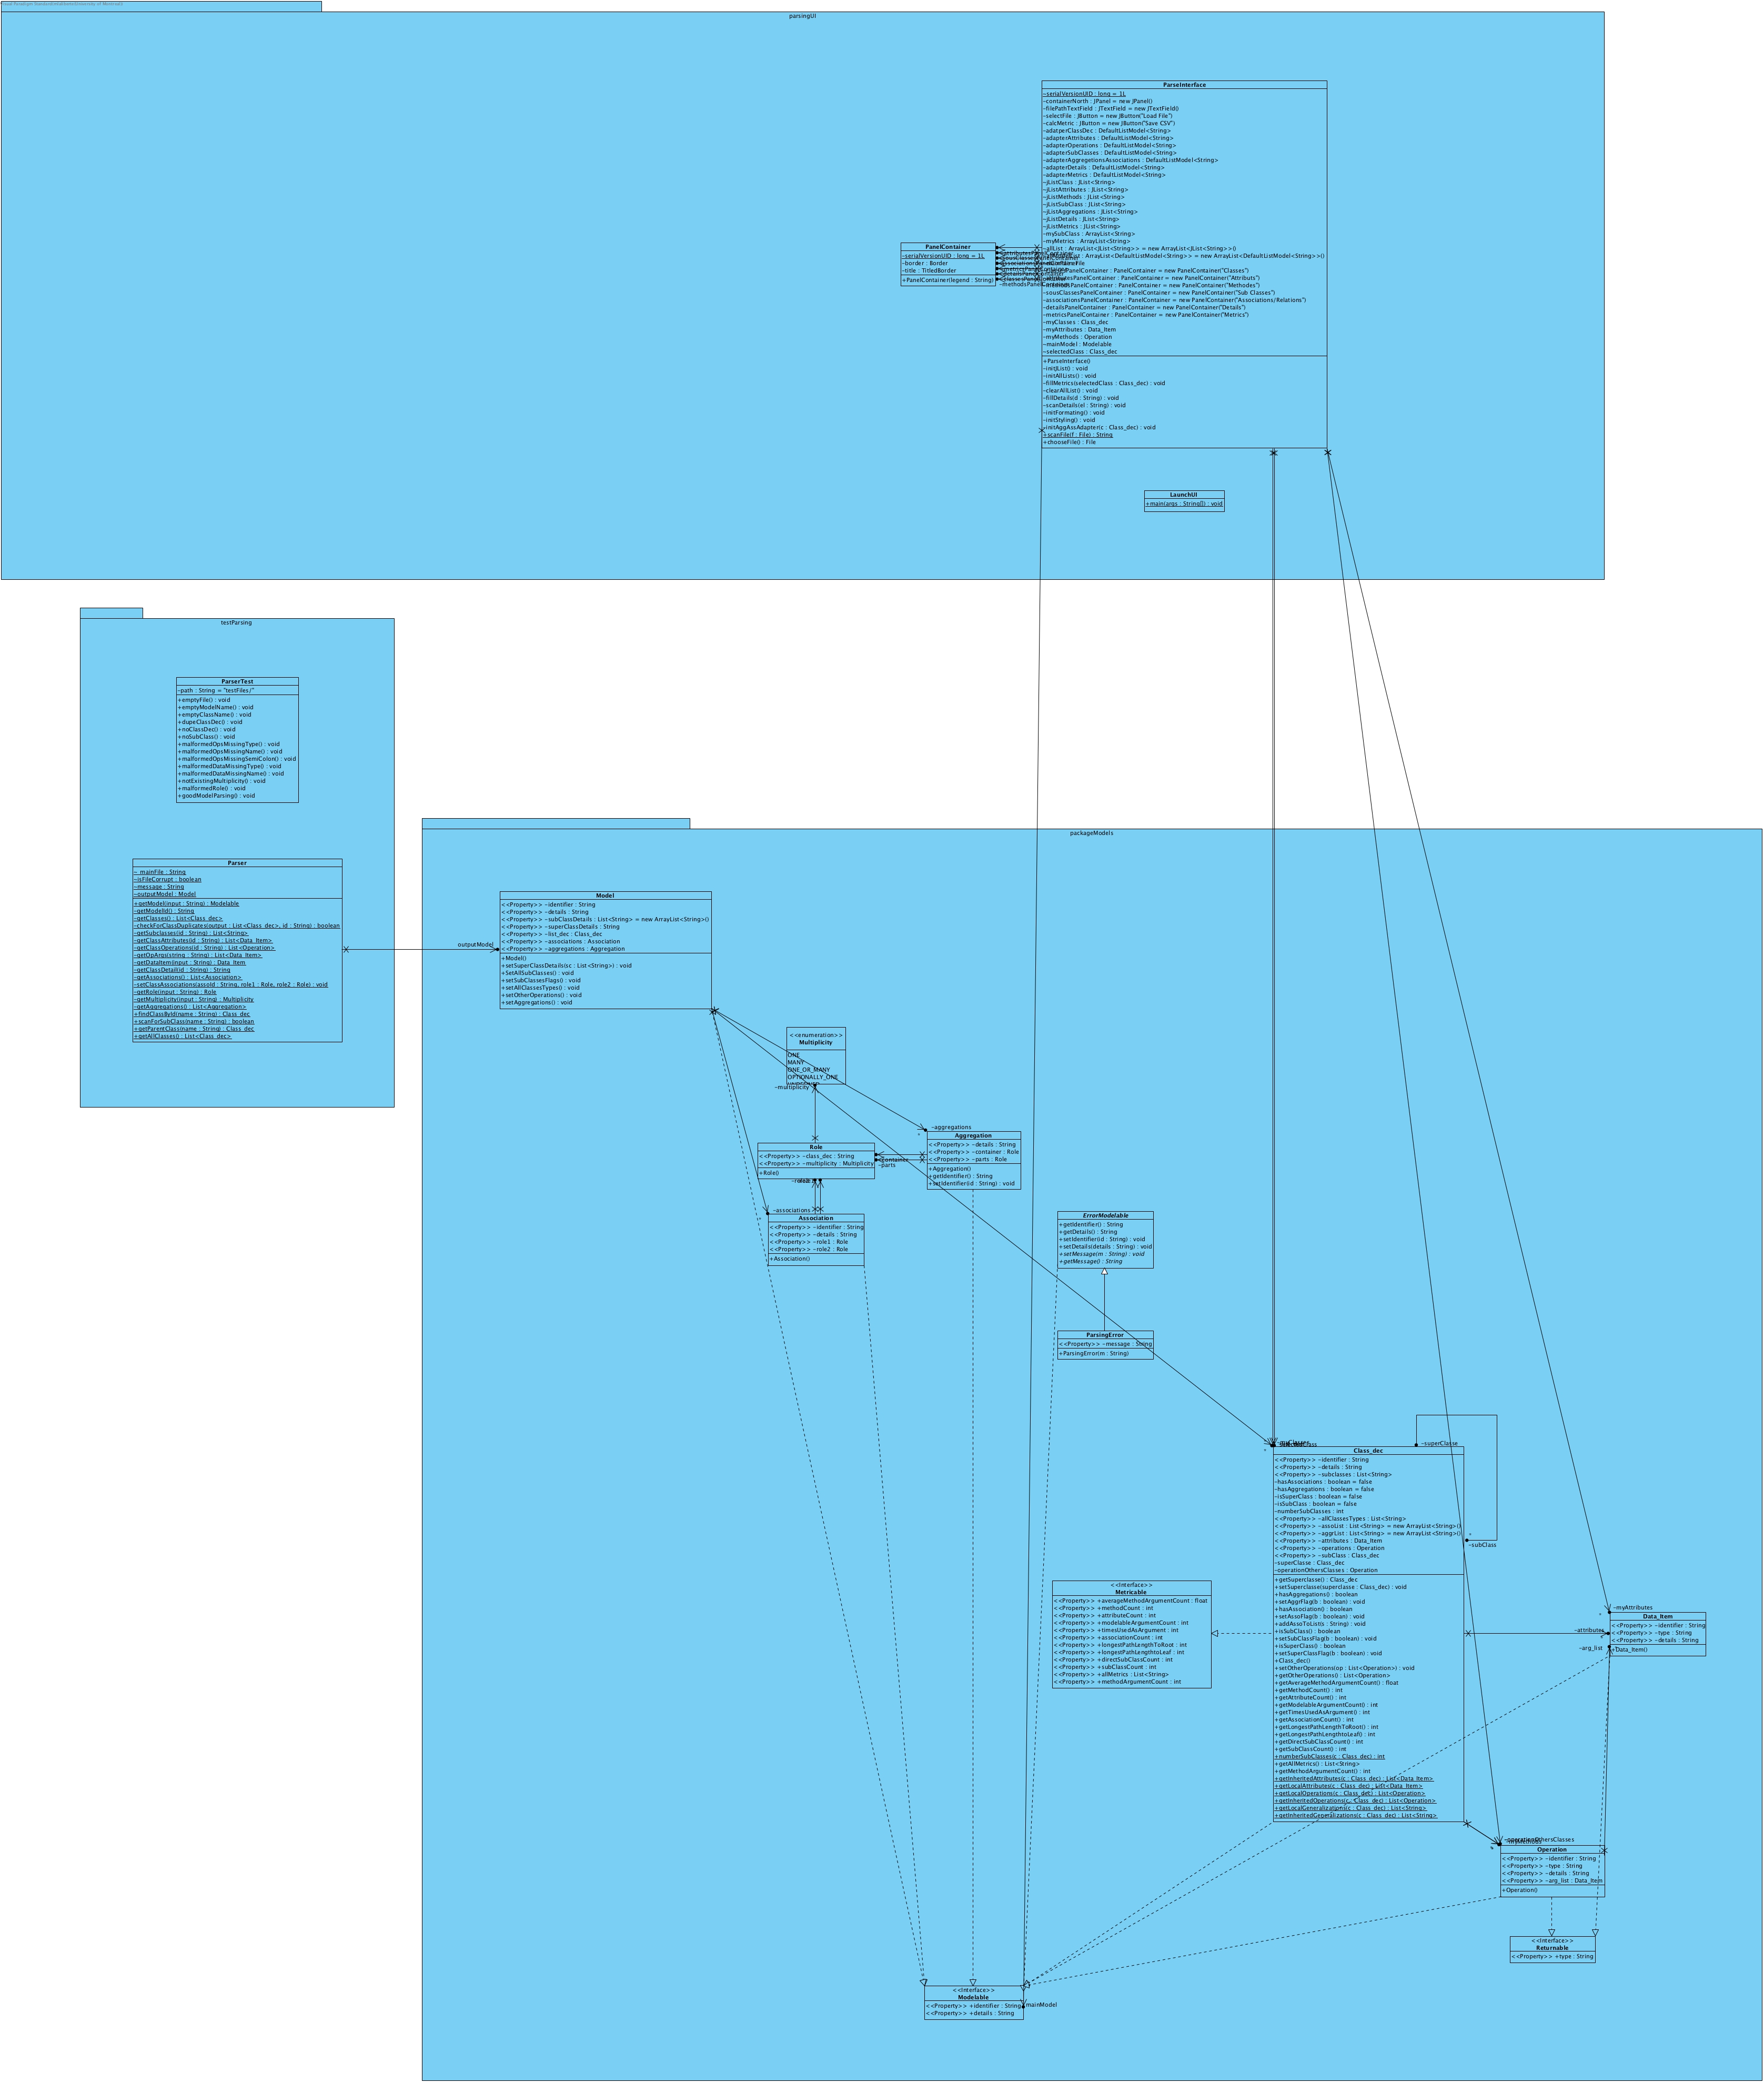 parsingUI
ParseInterface
-serialVersionUID : long = 1L
-containerNorth : JPanel = new JPanel()
-filePathTextField : JTextField = new JTextField()
-selectFile : JButton = new JButton("Load File")
-calcMetric : JButton = new JButton("Save CSV")
-adatperClassDec : DefaultListModel<String>
-adapterAttributes : DefaultListModel<String>
-adapterOperations : DefaultListModel<String>
-adapterSubClasses : DefaultListModel<String>
-adapterAggregetionsAssociations : DefaultListModel<String>
-adapterDetails : DefaultListModel<String>
-adapterMetrics : DefaultListModel<String>
-jListClass : JList<String>
-jListAttributes : JList<String>
-jListMethods : JList<String>
-jListSubClass : JList<String>
-jListAggregations : JList<String>
-jListDetails : JList<String>
-jListMetrics : JList<String>
-mySubClass : ArrayList<String>
-myMetrics : ArrayList<String>
-allList : ArrayList<JList<String>> = new ArrayList<JList<String>>()
: ArrayList<DefaultListModel<String>> = new ArrayList<DefaultListModel<String>>()
PanelContainer : PanelContainer = new PanelContainer("Classes")
PanelContainer : PanelContainer = new PanelContainer("Attributs")
PanelContainer : PanelContainer = new PanelContainer("Methodes")
-sousClassesPanelContainer : PanelContainer = new PanelContainer("Sub Classes")
-associationsPanelContainer : PanelContainer = new PanelContainer("Associations/Relations")
-detailsPanelContainer : PanelContainer = new PanelContainer("Details")
-metricsPanelContainer : PanelContainer = new PanelContainer("Metrics")
-myClasses : Class_dec
-myAttributes : Data_Item
-myMethods : Operation
-mainModel : Modelable
-selectedClass : Class_dec
+ParseInterface()
-initJList() : void
-initAllLists() : void
-fillMetrics(selectedClass : Class_dec) : void
-clearAllList() : void
-fillDetails(d : String) : void
-scanDetails(el : String) : void
-initFormating() : void
-initStyling() : void
-initAggAssAdapter(c : Class_dec) : void
+scanFile(f : File) : String
+chooseFile() : File
PanelContainer
-serialVersionUID : long = 1L
-border : Border
-title : TitledBorder
+PanelContainer(legend : String)
-methodsPanelContainer
LaunchUI
+main(args : String[]) : void
testParsing
ParserTest
-path : String = "testFiles/"
+emptyFile() : void
+emptyModelName() : void
+emptyClassName() : void
+dupeClassDec() : void
+noClassDec() : void
+noSubClass() : void
+malformedOpsMissingType() : void
+malformedOpsMissingName() : void
+malformedOpsMissingSemiColon() : void
+malformedDataMissingType() : void
+malformedDataMissingName() : void
+notExistingMultiplicity() : void
+malformedRole() : void
+goodModelParsing() : void
Parser
-_mainFile : String
-isFileCorrupt : boolean
-message : String
-outputModel : Model
+getModel(input : String) : Modelable
-getModelId() : String
-getClasses() : List<Class_dec>
-checkForClassDuplicates(output : List<Class_dec>, id : String) : boolean
-getSubclasses(id : String) : List<String>
-getClassAttributes(id : String) : List<Data_Item>
-getClassOperations(id : String) : List<Operation>
-getOpArgs(string : String) : List<Data_Item>
-getDataItem(input : String) : Data_Item
-getClassDetail(id : String) : String
-getAssociations() : List<Association>
-setClassAssociations(assoId : String, role1 : Role, role2 : Role) : void
-getRole(input : String) : Role
-getMultiplicity(input : String) : Multiplicity
-getAggregations() : List<Aggregation>
+findClassById(name : String) : Class_dec
+scanForSubClass(name : String) : boolean
+getParentClass(name : String) : Class_dec
+getAllClasses() : List<Class_dec>
outputModel
packageModels
Model
<<Property>> -identifier : String
<<Property>> -details : String
<<Property>> -subClassDetails : List<String> = new ArrayList<String>()
<<Property>> -superClassDetails : String
<<Property>> -list_dec : Class_dec
<<Property>> -associations : Association
<<Property>> -aggregations : Aggregation
+Model()
+setSuperClassDetails(sc : List<String>) : void
+SetAllSubClasses() : void
+setSubClassesFlags() : void
+setAllClassesTypes() : void
+setOtherOperations() : void
+setAggregations() : void
<<enumeration>>
Multiplicity
ONE
MANY
ONE_OR_MANY
OPTIONALLY_ONE
-multiplicity
Role
<<Property>> -class_dec : String
<<Property>> -multiplicity : Multiplicity
+Role()
-aggregations
*
Aggregation
<<Property>> -details : String
<<Property>> -container : Role
<<Property>> -parts : Role
+Aggregation()
+getIdentifier() : String
+setIdentifier(id : String) : void
-parts
-associations
Association
<<Property>> -identifier : String
<<Property>> -details : String
<<Property>> -role1 : Role
<<Property>> -role2 : Role
+Association()
ErrorModelable
+getIdentifier() : String
+getDetails() : String
+setIdentifier(id : String) : void
+setDetails(details : String) : void
+setMessage(m : String) : void
+getMessage() : String
ParsingError
<<Property>> -message : String
+ParsingError(m : String)
-superClasse
*
-subClass
Class_dec
<<Property>> -identifier : String
<<Property>> -details : String
<<Property>> -subclasses : List<String>
-hasAssociations : boolean = false
-hasAggregations : boolean = false
-isSuperClass : boolean = false
-isSubClass : boolean = false
-numberSubClasses : int
<<Property>> -allClassesTypes : List<String>
<<Property>> -assoList : List<String> = new ArrayList<String>()
<<Property>> -aggrList : List<String> = new ArrayList<String>()
<<Property>> -attributes : Data_Item
<<Property>> -operations : Operation
<<Property>> -subClass : Class_dec
-superClasse : Class_dec
-operationOthersClasses : Operation
+getSuperclasse() : Class_dec
+setSuperclasse(superclasse : Class_dec) : void
+hasAggregations() : boolean
+setAggrFlag(b : boolean) : void
+hasAssociation() : boolean
+setAssoFlag(b : boolean) : void
+addAssoToList(s : String) : void
+isSubClass() : boolean
+setSubClassFlag(b : boolean) : void
+isSuperClass() : boolean
+setSuperClassFlag(b : boolean) : void
+Class_dec()
+setOtherOperations(op : List<Operation>) : void
+getOtherOperations() : List<Operation>
+getAverageMethodArgumentCount() : float
+getMethodCount() : int
+getAttributeCount() : int
+getModelableArgumentCount() : int
+getTimesUsedAsArgument() : int
+getAssociationCount() : int
+getLongestPathLengthToRoot() : int
+getLongestPathLengthtoLeaf() : int
+getDirectSubClassCount() : int
+getSubClassCount() : int
+numberSubClasses(c : Class_dec) : int
+getAllMetrics() : List<String>
+getMethodArgumentCount() : int
+getInheritedAttributes(c : Class_dec) : List<Data_Item>
+getLocalAttributes(c : Class_dec) : List<Data_Item>
+getLocalOperations(c : Class_dec) : List<Operation>
+getInheritedOperations(c : Class_dec) : List<Operation>
+getLocalGeneralizations(c : Class_dec) : List<String>
+getInheritedGeneralizations(c : Class_dec) : List<String>
<<Interface>>
Metricable
<<Property>> +averageMethodArgumentCount : float
<<Property>> +methodCount : int
<<Property>> +attributeCount : int
<<Property>> +modelableArgumentCount : int
<<Property>> +timesUsedAsArgument : int
<<Property>> +associationCount : int
<<Property>> +longestPathLengthToRoot : int
<<Property>> +longestPathLengthtoLeaf : int
<<Property>> +directSubClassCount : int
<<Property>> +subClassCount : int
<<Property>> +allMetrics : List<String>
<<Property>> +methodArgumentCount : int
-myAttributes
-attributes
-arg_list
Data_Item
<<Property>> -identifier : String
<<Property>> -type : String
<<Property>> -details : String
+Data_Item()
-operationOthersClasses
Operation
<<Property>> -identifier : String
<<Property>> -type : String
<<Property>> -details : String
<<Property>> -arg_list : Data_Item
+Operation()
<<Interface>>
Returnable
<<Property>> +type : String
<<Interface>>
Modelable
<<Property>> +identifier : String
<<Property>> +details : String
-mainModel